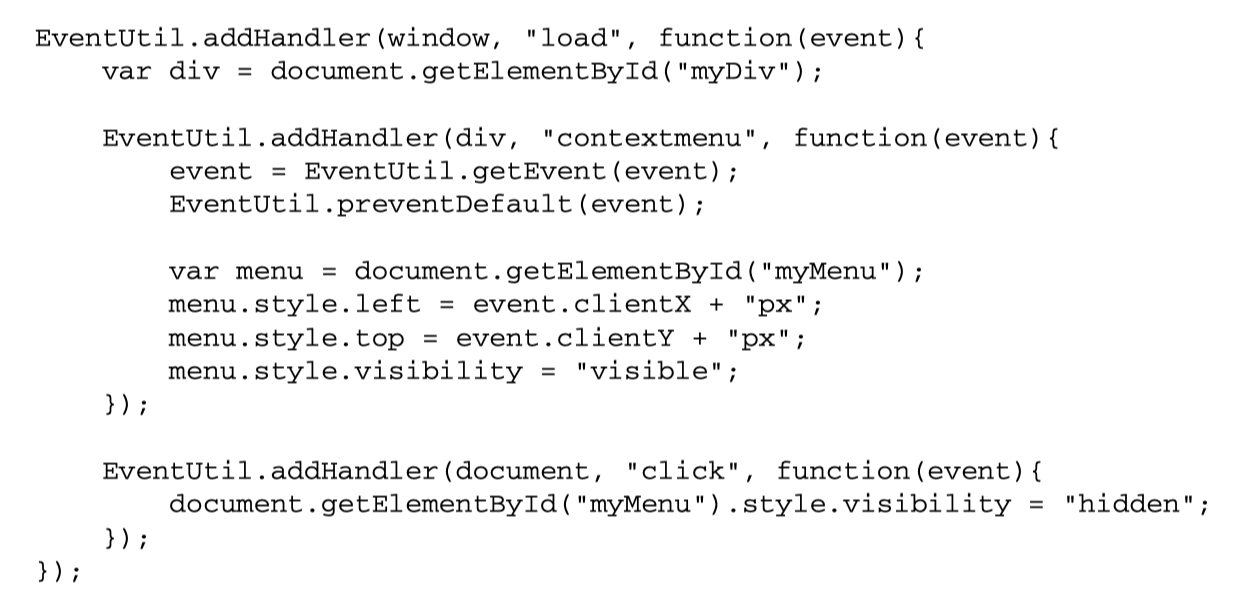 EventUtil.addHandler(window, "load", function(event){
    var div = document.getElementById("myDiv");

    EventUtil.addHandler(div, "contextmenu", function(event){
        event = EventUtil.getEvent(event);
        EventUtil.preventDefault(event);

        var menu = document.getElementById("myMenu");
        menu.style.left = event.clientX + "px";
        menu.style.top = event.clientY + "px";
        menu.style.visibility = "visible";
    });

    EventUtil.addHandler(document, "click", function(event){
        document.getElementById("myMenu").style.visibility = "hidden";
    });
});